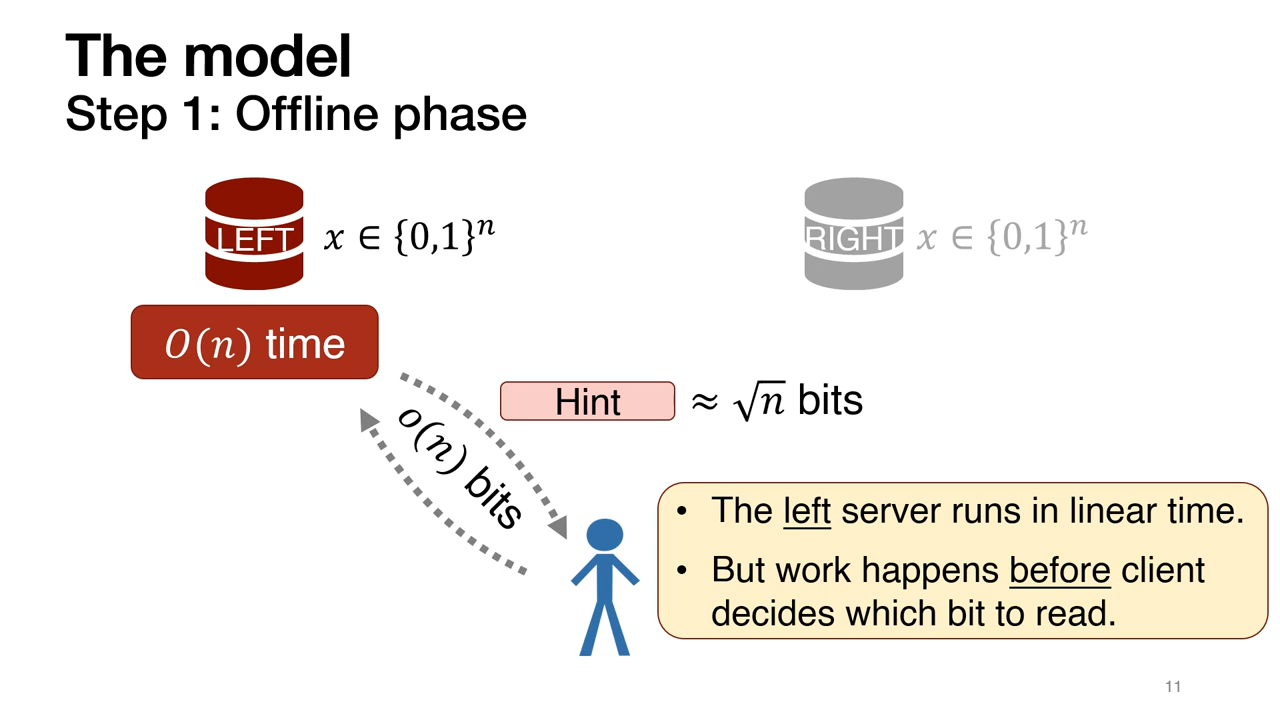 The model
Step 1: Offline phase
LEFT
x ∈ {0,1}ⁿ
RIGHT
x ∈ {0,1}ⁿ
O(n) time
o(n) bits
Hint
≈ √n bits
• The left server runs in linear time.
• But work happens before client
decides which bit to read.
11